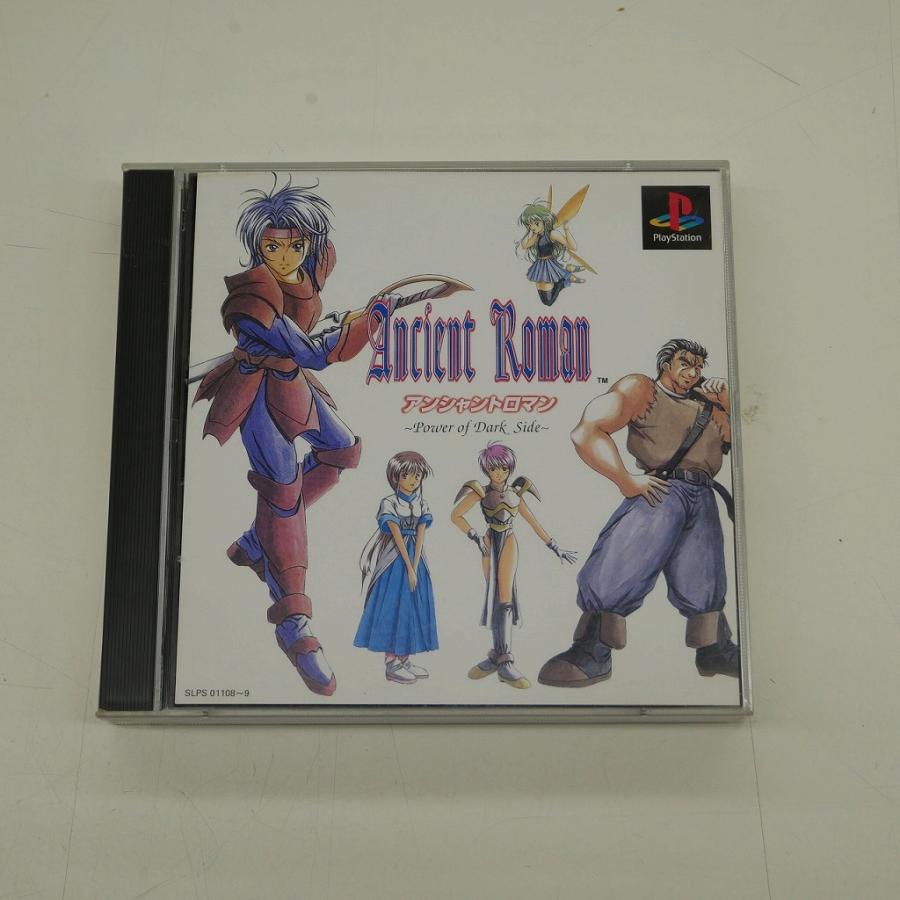 PlayStation
Ancient Roman ™
アンシャントロマン
~Power of Dark Side~
SLPS 01108~9